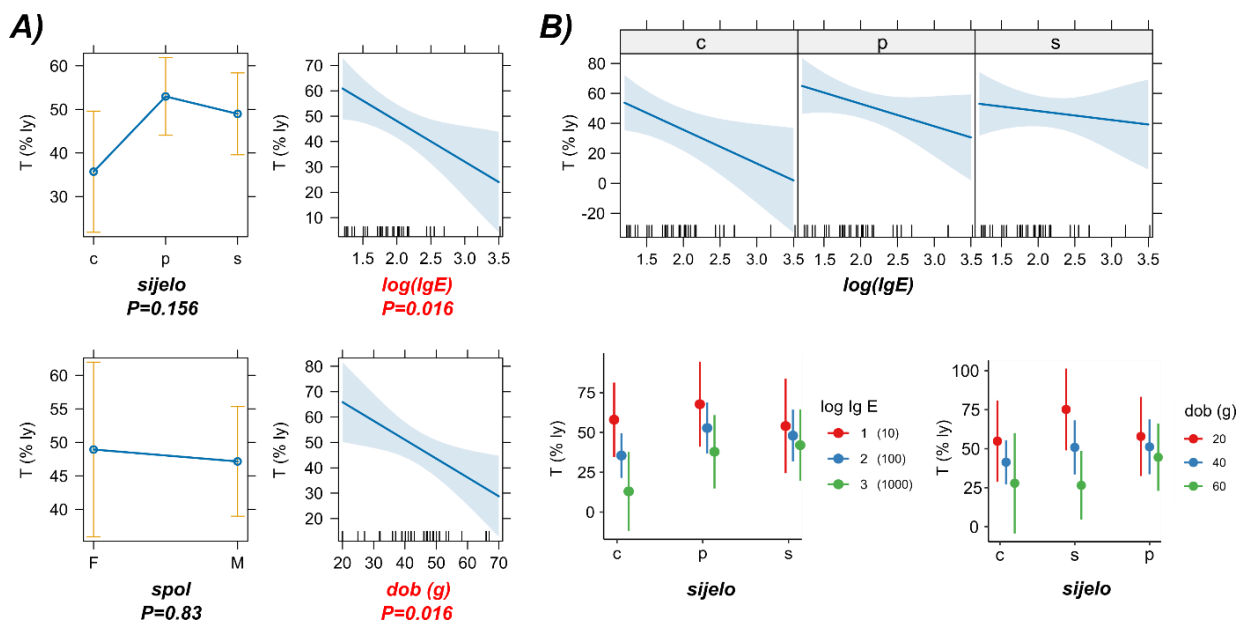 A)
60
50
40
30
T (% ly)
c
p
s
sijelo
P=0.156
70
60
50
40
30
20
10
T (% ly)
1.5
2.0
2.5
3.0
3.5
log(IgE)
P=0.016
60
55
50
45
40
T (% ly)
F
M
spol
P=0.83
80
70
60
50
40
30
20
T (% ly)
20
30
40
50
60
70
dob (g)
P=0.016
B)
c
p
s
80
60
40
20
0
-20
T (% ly)
1.5 2.0 2.5 3.0 3.5
1.5 2.0 2.5 3.0 3.5
1.5 2.0 2.5 3.0 3.5
log(IgE)
75
50
25
0
T (% ly)
c
p
s
sijelo
log Ig E
1 (10)
2 (100)
3 (1000)
100
75
50
25
0
T (% ly)
c
s
p
sijelo
dob (g)
20
40
60